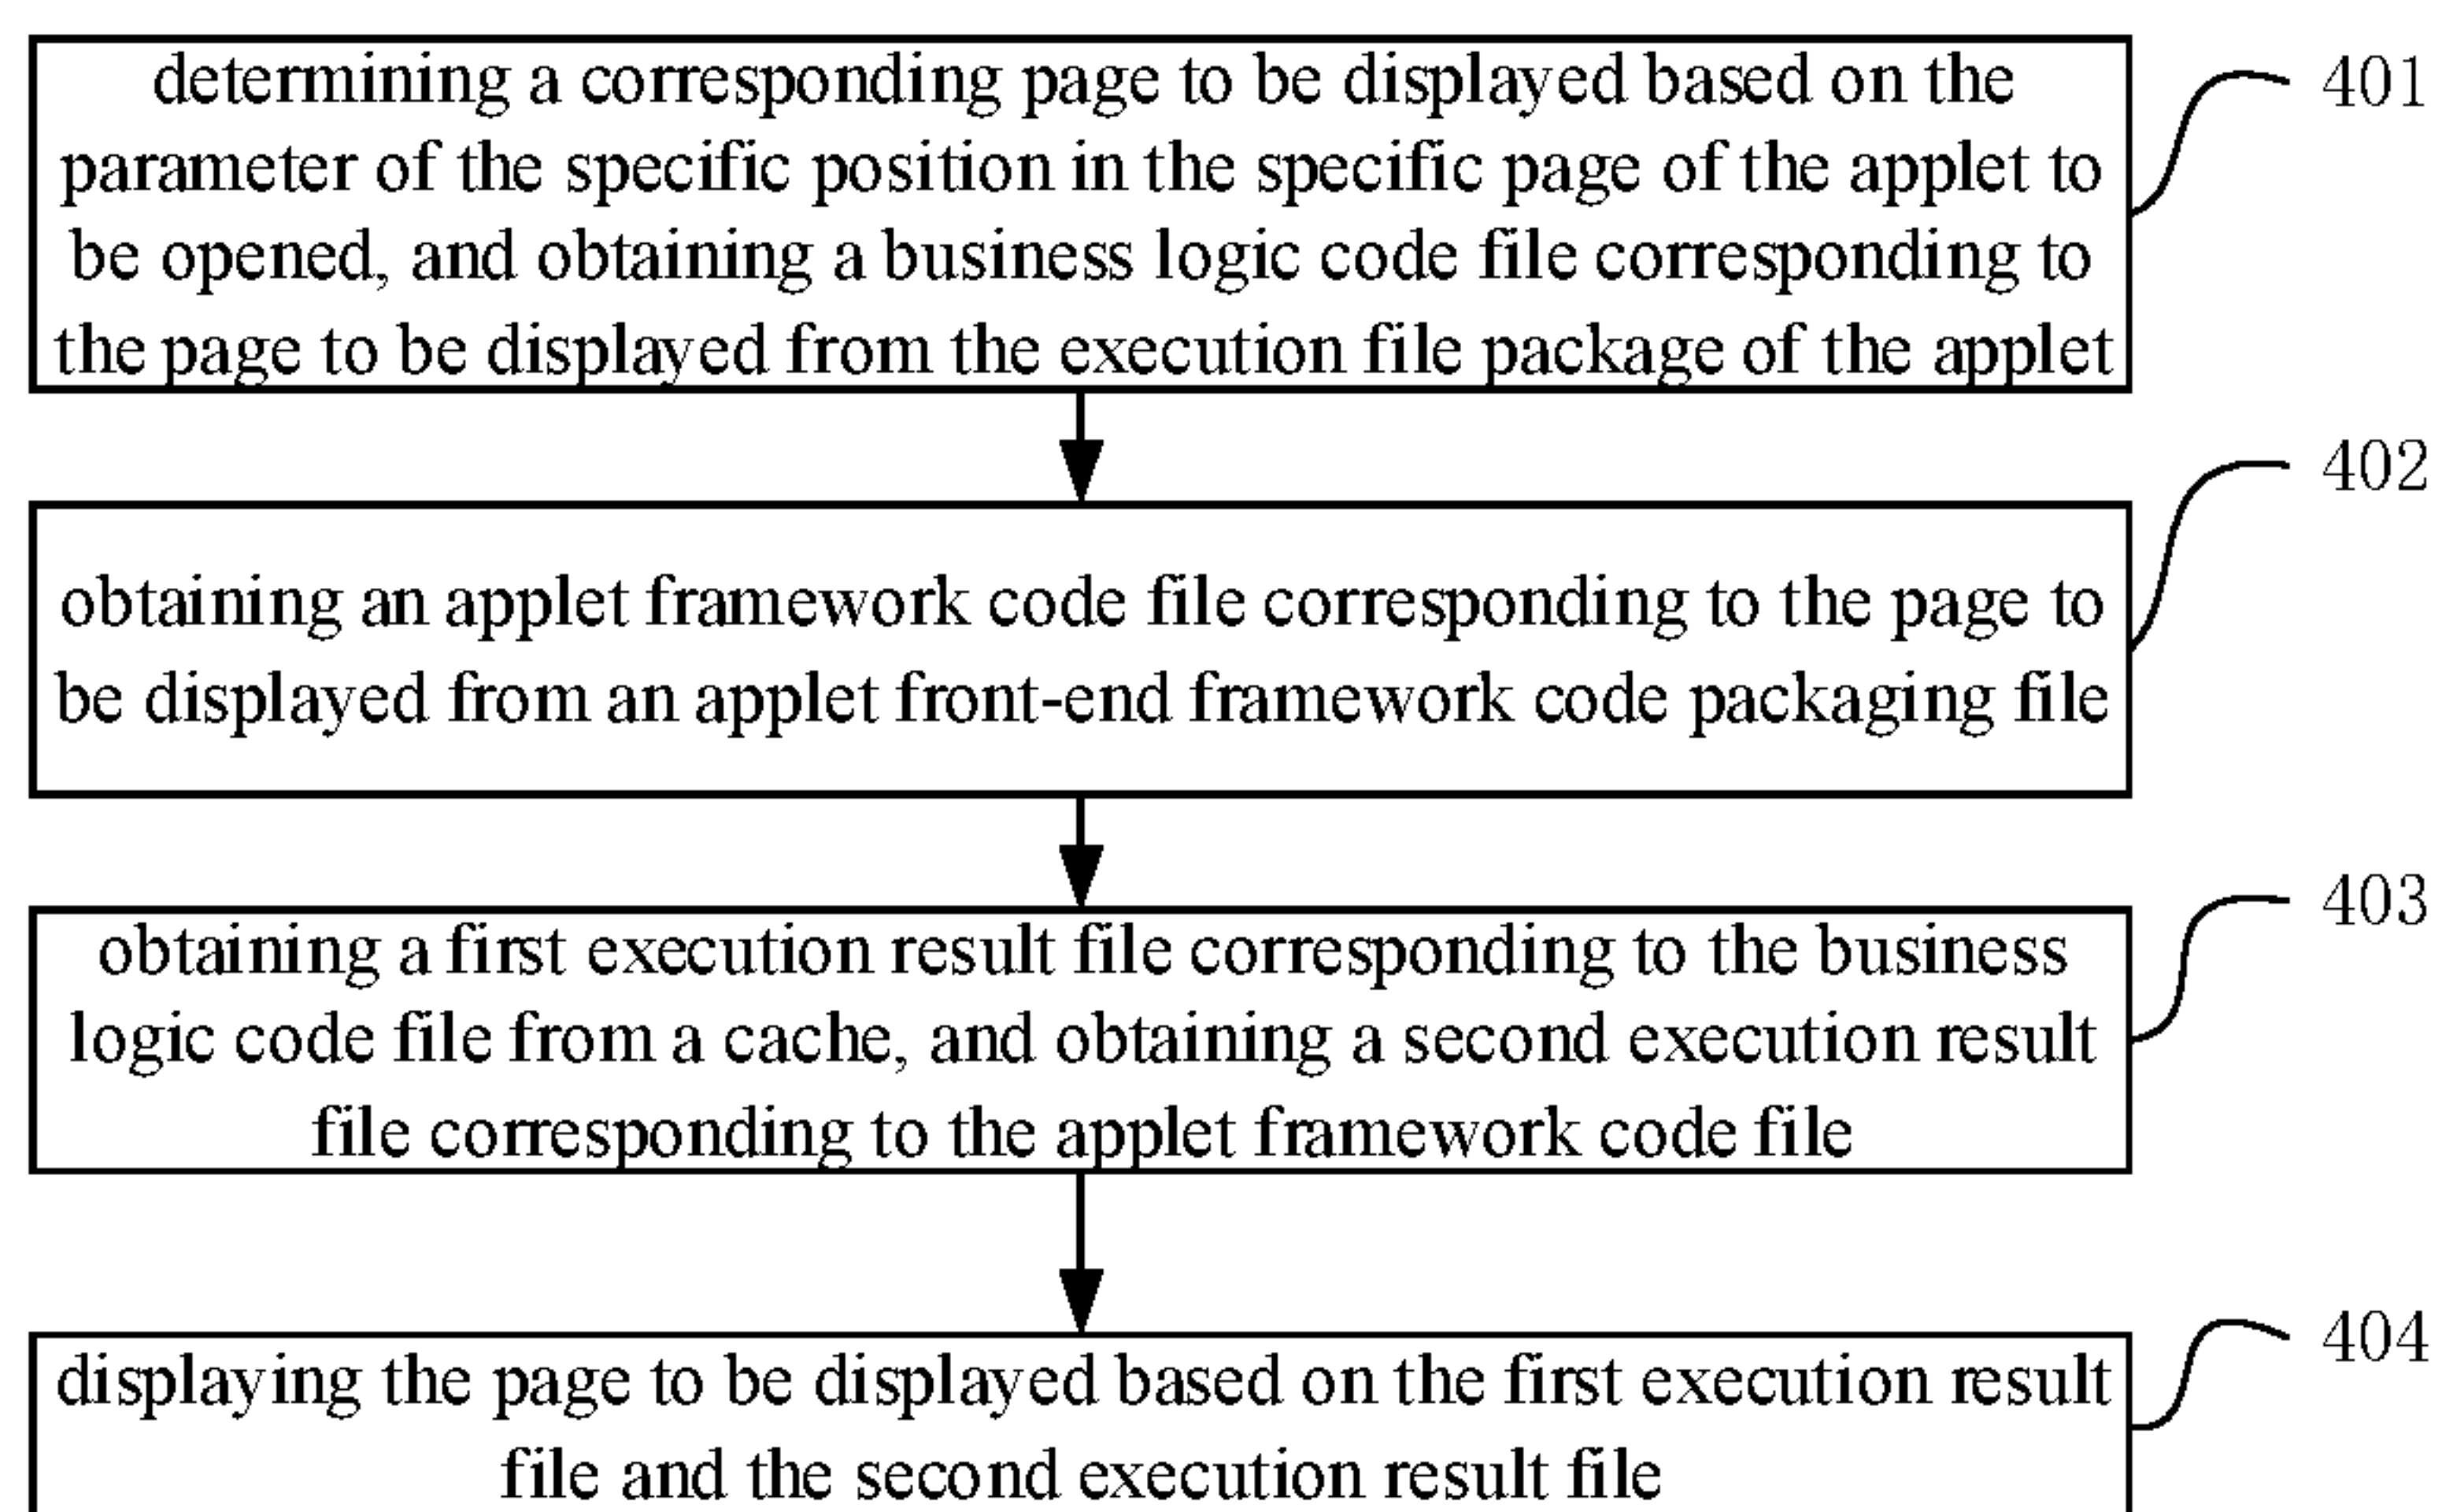 determining a corresponding page to be displayed based on the
401
parameter of the specific position in the specific page of the applet to
be opened, and obtaining a business logic code file corresponding to
the page to be displayed from the execution file package of the applet
402
obtaining an applet framework code file corresponding to the page to
be displayed from an applet front-end framework code packaging file
403
obtaining a first execution result file corresponding to the business
logic code file from a cache, and obtaining a second execution result
file corresponding to the applet framework code file
404
displaying the page to be displayed based on the first execution result
file and the second execution result file